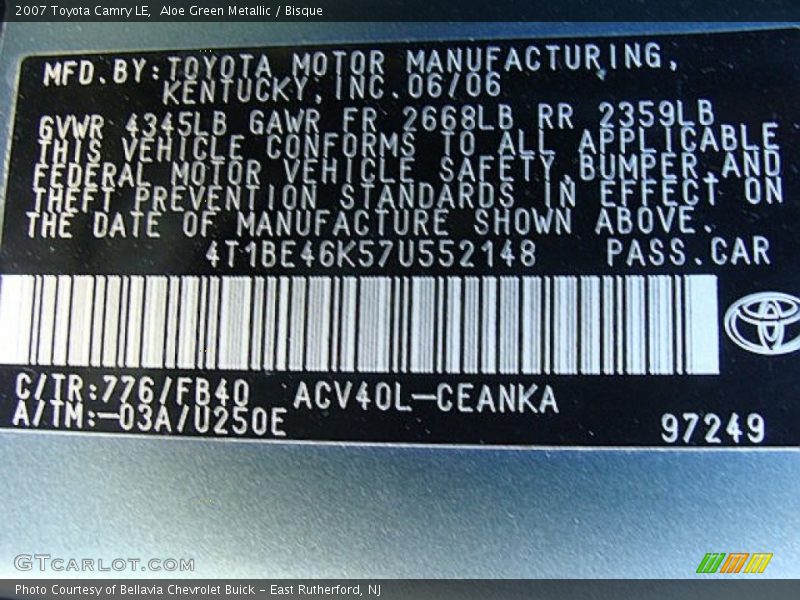 2007 Toyota Camry LE,  Aloe Green Metallic / Bisque
MFD.BY:TOYOTA MOTOR MANUFACTURING,
KENTUCKY,INC.06/06
GVWR 4345LB GAWR FR 2668LB RR 2359LB
THIS VEHICLE CONFORMS TO ALL APPLICABLE
FEDERAL MOTOR VEHICLE SAFETY,BUMPER,AND
THEFT PREVENTION STANDARDS IN EFFECT ON
THE DATE OF MANUFACTURE SHOWN ABOVE.
4T1BE46K57U552148 PASS.CAR
C/TR:776/FB40 ACV40L-CEANKA
A/TM:-03A/U250E
97249
GTCARLOT.COM
Photo Courtesy of Bellavia Chevrolet Buick - East Rutherford, NJ